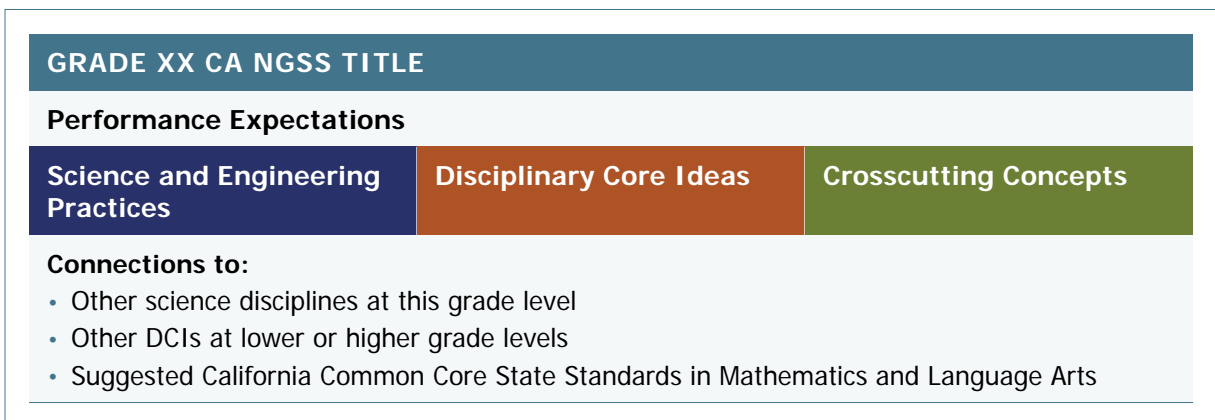 GRADE XX CA NGSS TITLE
Performance Expectations
Science and Engineering
Practices
Disciplinary Core Ideas
Crosscutting Concepts
Connections to:
• Other science disciplines at this grade level
• Other DCIs at lower or higher grade levels
• Suggested California Common Core State Standards in Mathematics and Language Arts